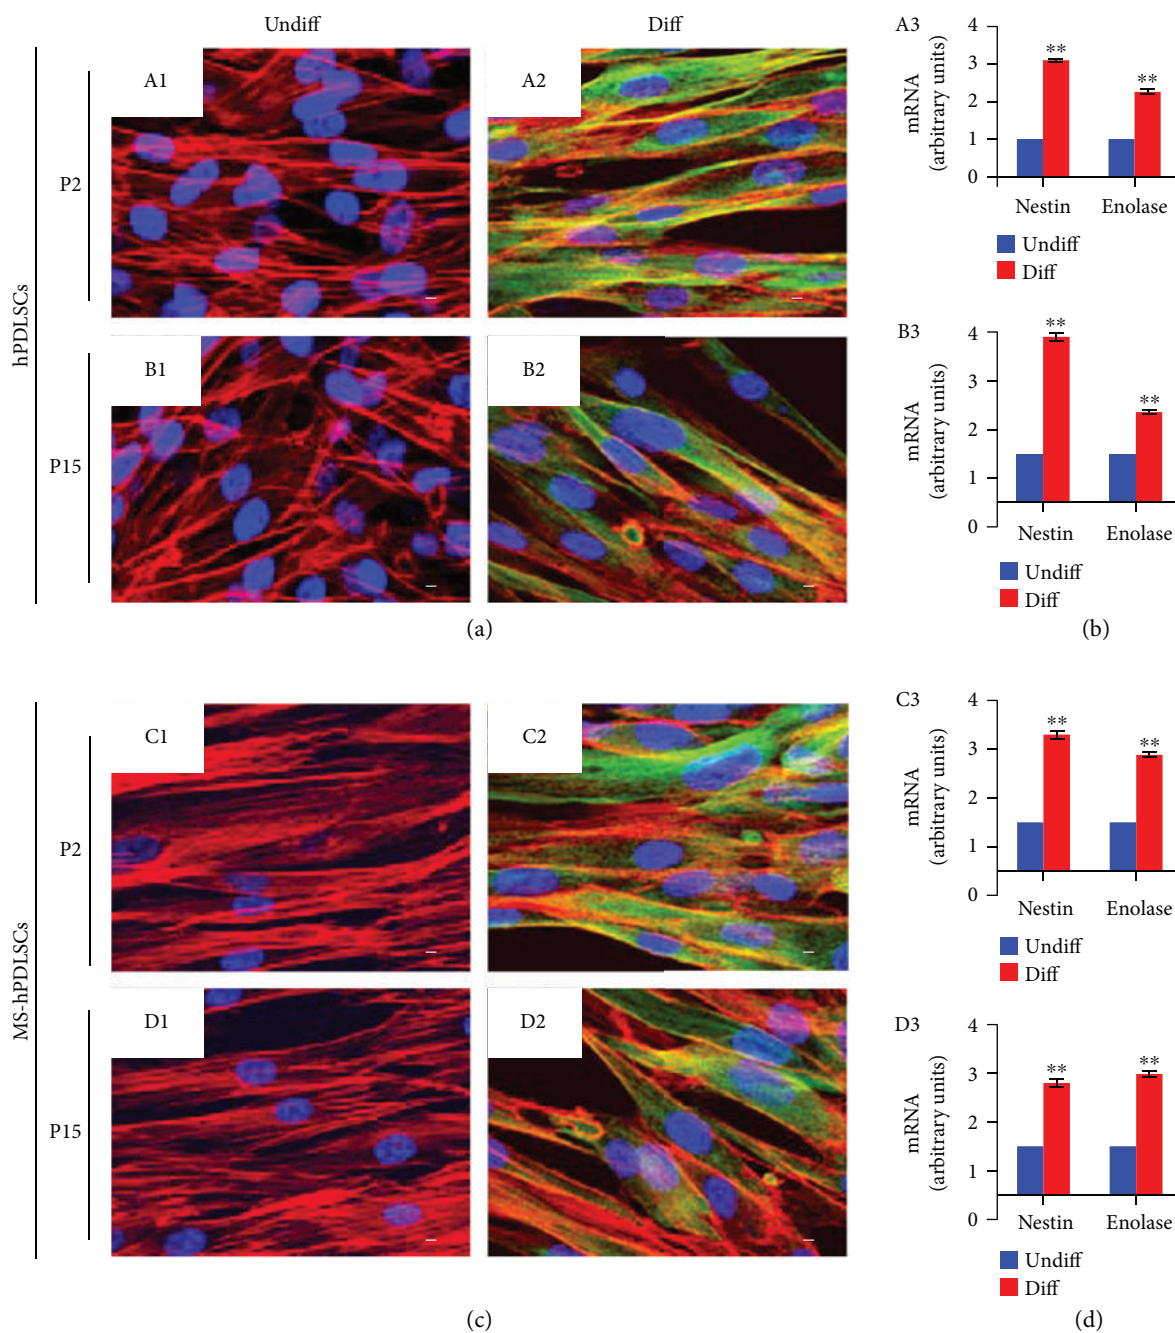 Undiff
Diff
hPDLSCs
P2
A1
A2
A3
mRNA
(arbitrary units)
4
3
2
1
0
**
**
Nestin
Enolase
Undiff
Diff
P15
B1
B2
B3
mRNA
(arbitrary units)
4
3
2
1
0
**
**
Nestin
Enolase
Undiff
Diff
(a)
(b)
MS-hPDLSCs
P2
C1
C2
C3
mRNA
(arbitrary units)
4
3
2
1
0
**
**
Nestin
Enolase
Undiff
Diff
P15
D1
D2
D3
mRNA
(arbitrary units)
4
3
2
1
0
**
**
Nestin
Enolase
Undiff
Diff
(c)
(d)